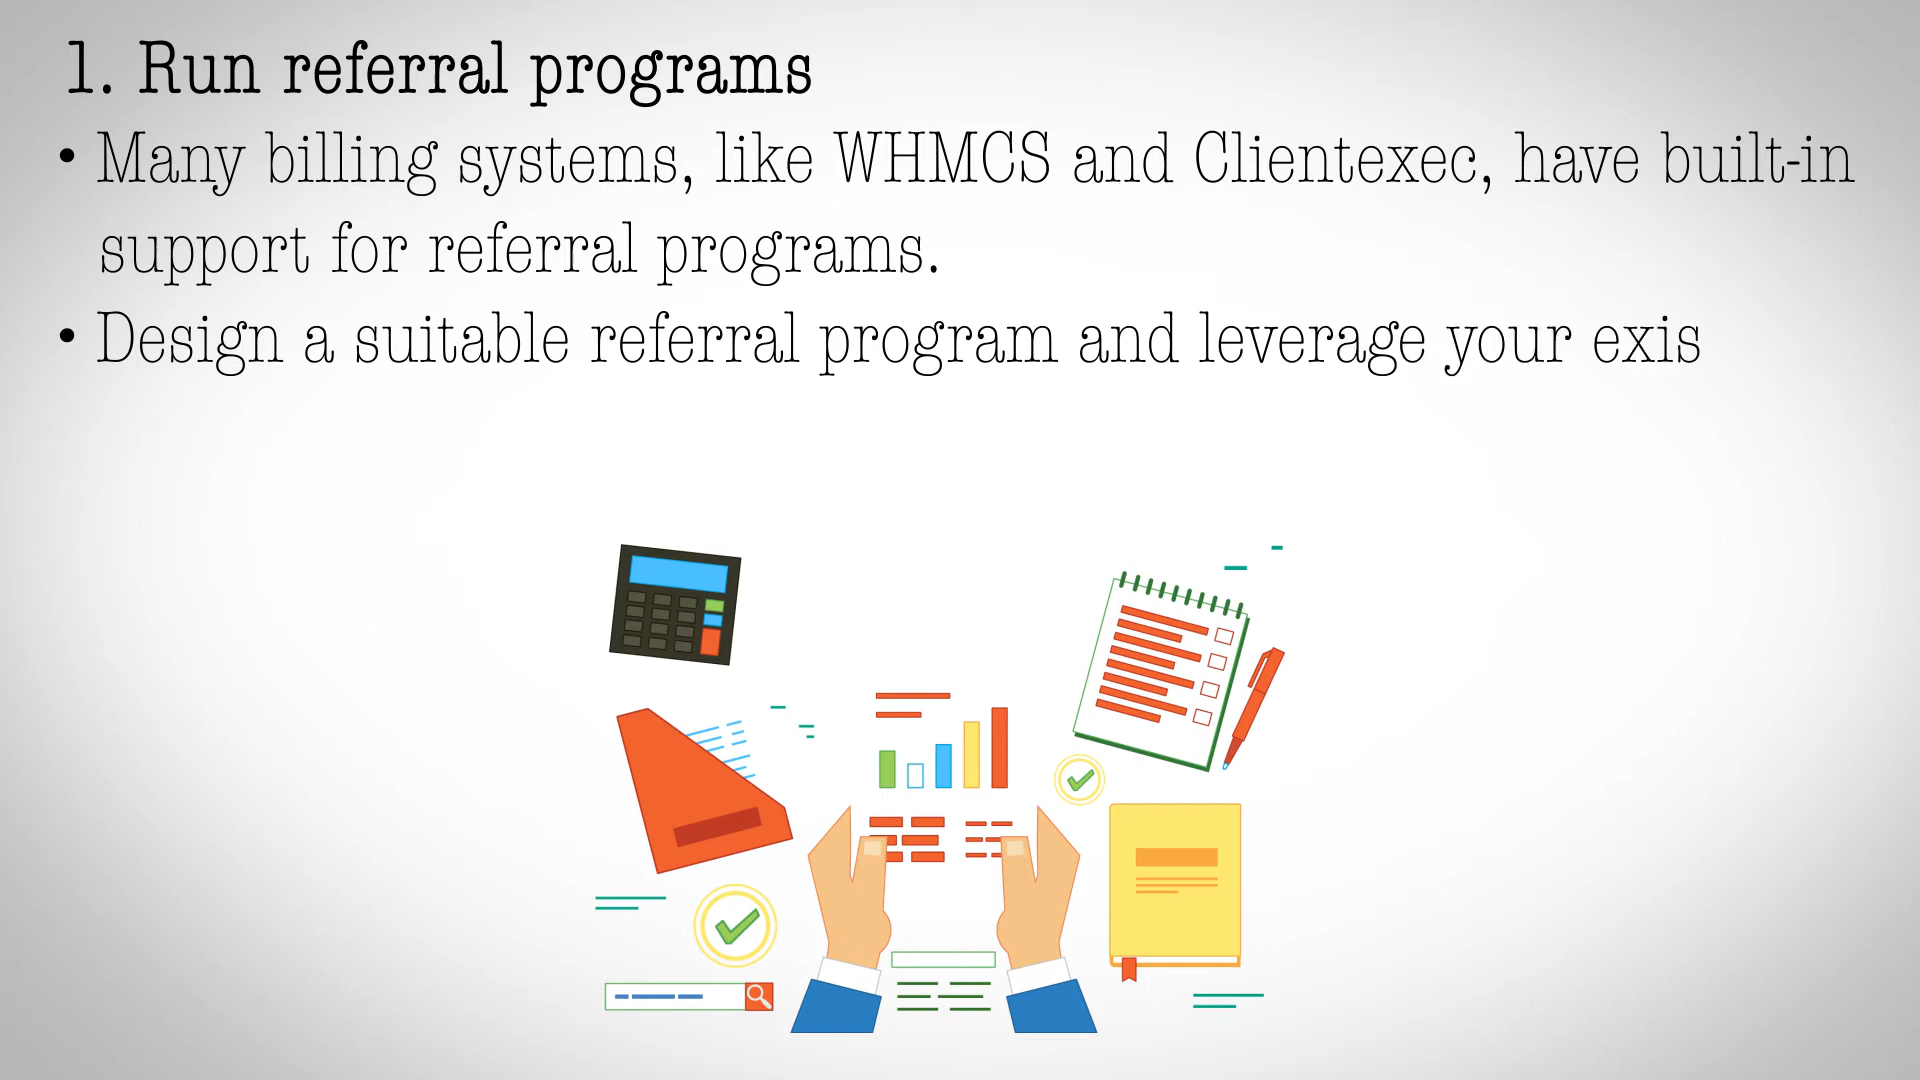 1. Run referral programs
• Many billing systems, like WHMCS and Clientexec, have built-in
support for referral programs.
• Design a suitable referral program and leverage your exis